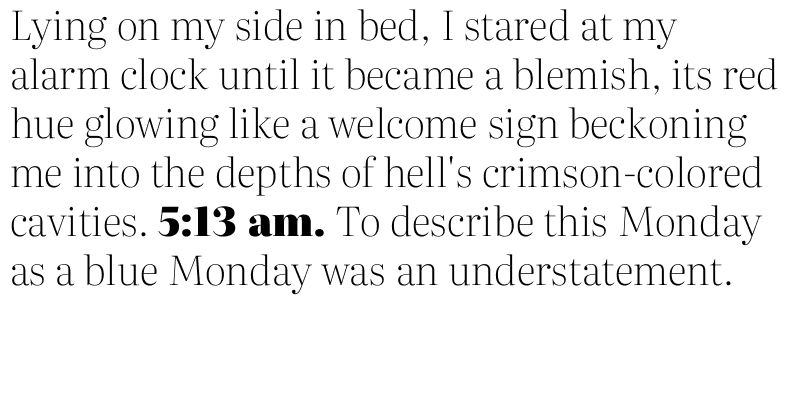 Lying on my side in bed, I stared at my
alarm clock until it became a blemish, its red
hue glowing like a welcome sign beckoning
me into the depths of hell's crimson-colored
cavities. 5:13 am. To describe this Monday
as a blue Monday was an understatement.